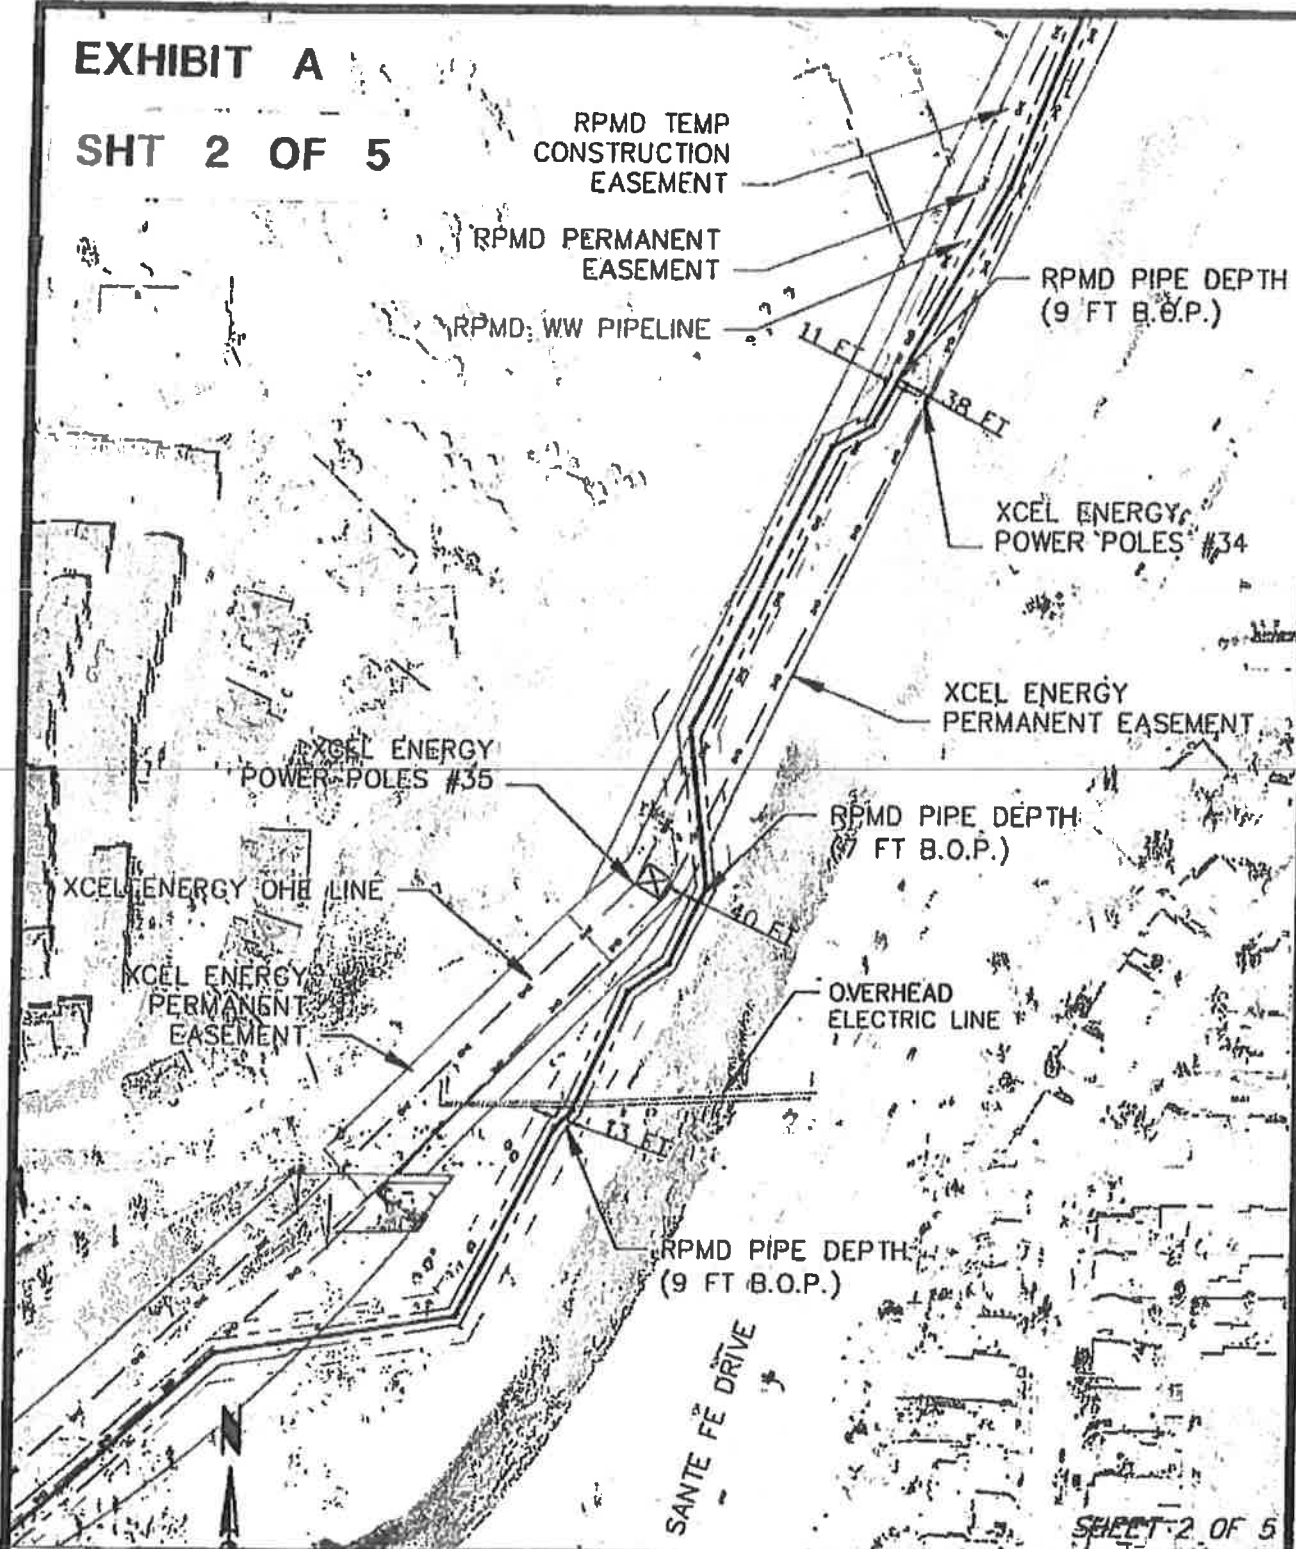 EXHIBIT A
SHT 2 OF 5
RPMD TEMP
CONSTRUCTION
EASEMENT
RPMD PERMANENT
EASEMENT
RPMD WW PIPELINE
RPMD PIPE DEPTH
(9 FT B.O.P.)
11 FT
38 FT
XCEL ENERGY
POWER POLES #34
XCEL ENERGY
PERMANENT EASEMENT
XCEL ENERGY
POWER POLES #35
RPMD PIPE DEPTH
(7 FT B.O.P.)
XCEL ENERGY OHE LINE
40 FT
XCEL ENERGY
PERMANENT
EASEMENT
OVERHEAD
ELECTRIC LINE
13 FT
RPMD PIPE DEPTH
(9 FT B.O.P.)
SANTE FE DRIVE
N
SHEET 2 OF 5